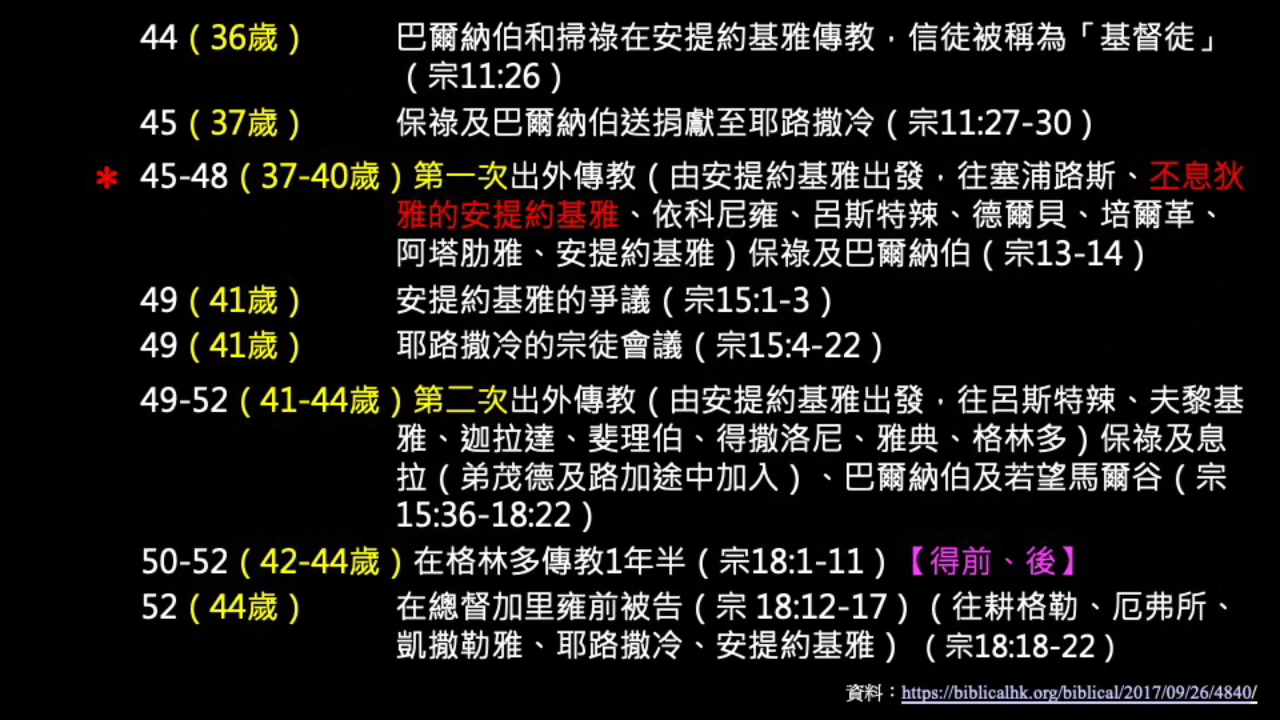 44（36歲） 巴爾納伯和掃祿在安提約基雅傳教，信徒被稱為「基督徒」
（宗11:26）
45（37歲） 保祿及巴爾納伯送捐獻至耶路撒冷（宗11:27-30）
* 45-48（37-40歲）第一次出外傳教（由安提約基雅出發，往塞浦路斯、丕息狄
雅的安提約基雅、依科尼雍、呂斯特辣、德爾貝、培爾革、
阿塔肋雅、安提約基雅）保祿及巴爾納伯（宗13-14）
49（41歲） 安提約基雅的爭議（宗15:1-3）
49（41歲） 耶路撒冷的宗徒會議（宗15:4-22）
49-52（41-44歲）第二次出外傳教（由安提約基雅出發，往呂斯特辣、夫黎基
雅、迦拉達、斐理伯、得撒洛尼、雅典、格林多）保祿及息
拉（弟茂德及路加途中加入）、巴爾納伯及若望馬爾谷（宗
15:36-18:22）
50-52（42-44歲）在格林多傳教1年半（宗18:1-11）【得前、後】
52（44歲） 在總督加里雍前被告（宗 18:12-17）（往耕格勒、厄弗所、
凱撒勒雅、耶路撒冷、安提約基雅）（宗18:18-22）
資料：https://biblicalhk.org/biblical/2017/09/26/4840/